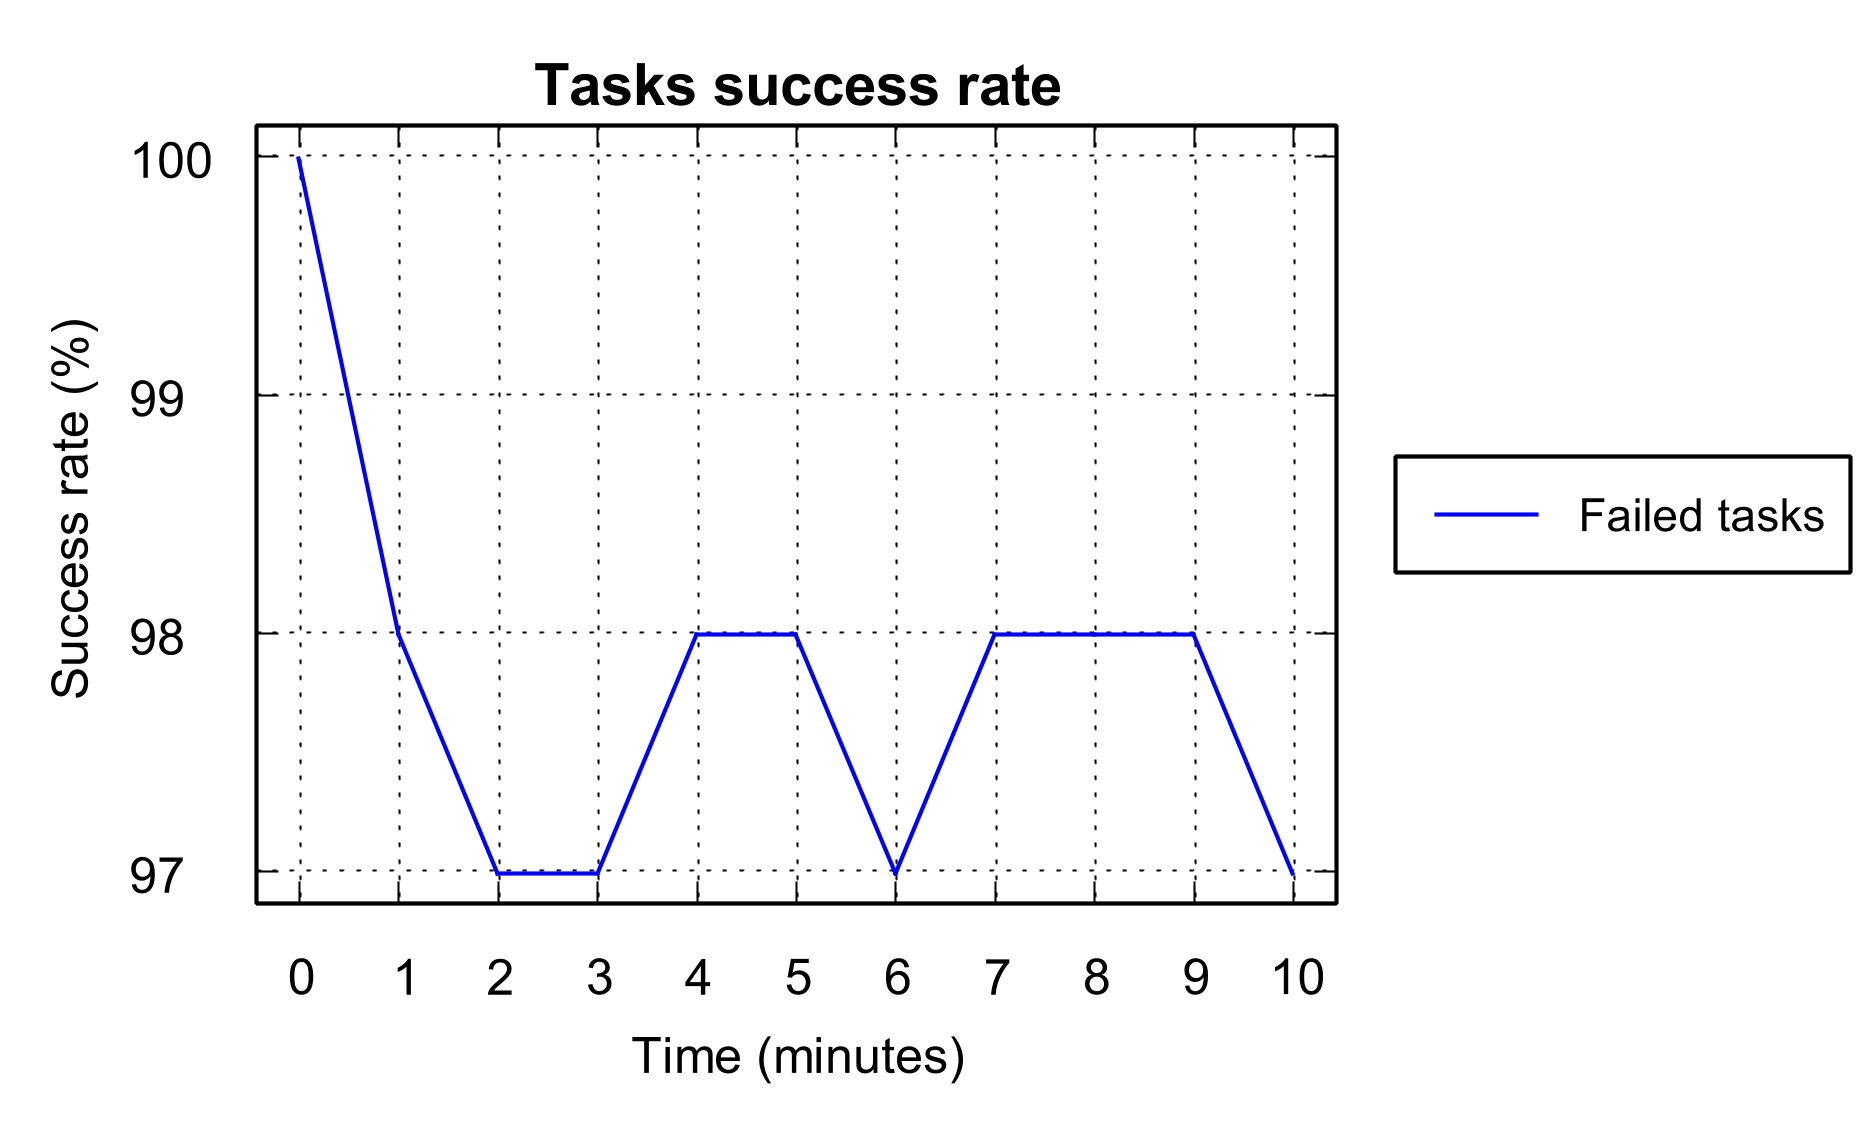 Tasks success rate
100
99
98
97
Success rate (%)
Failed tasks
0 1 2 3 4 5 6 7 8 9 10
Time (minutes)